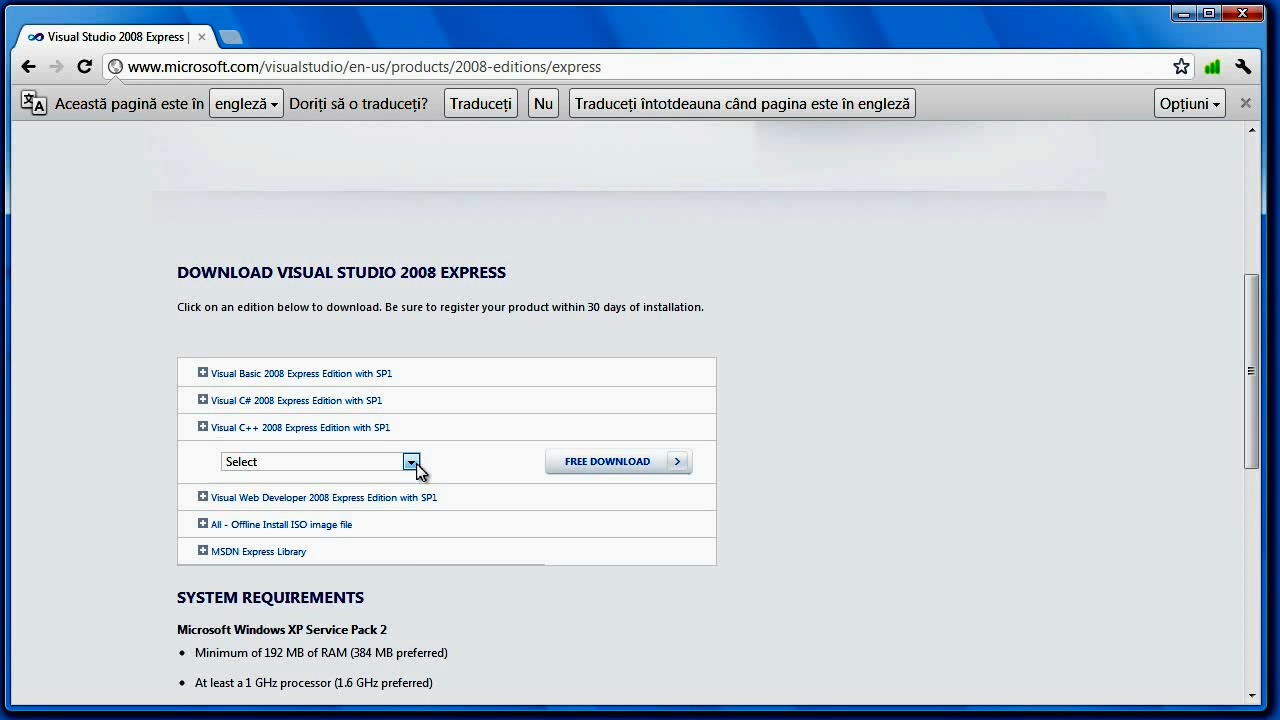 Visual Studio 2008 Express |
www.microsoft.com/visualstudio/en-us/products/2008-editions/express
Această pagină este în engleză Doriți să o traduceți? Traduceți Nu Traduceți întotdeauna când pagina este în engleză Opțiuni
DOWNLOAD VISUAL STUDIO 2008 EXPRESS
Click on an edition below to download. Be sure to register your product within 30 days of installation.
Visual Basic 2008 Express Edition with SP1
Visual C# 2008 Express Edition with SP1
Visual C++ 2008 Express Edition with SP1
Select FREE DOWNLOAD
Visual Web Developer 2008 Express Edition with SP1
All - Offline Install ISO image file
MSDN Express Library
SYSTEM REQUIREMENTS
Microsoft Windows XP Service Pack 2
• Minimum of 192 MB of RAM (384 MB preferred)
• At least a 1 GHz processor (1.6 GHz preferred)